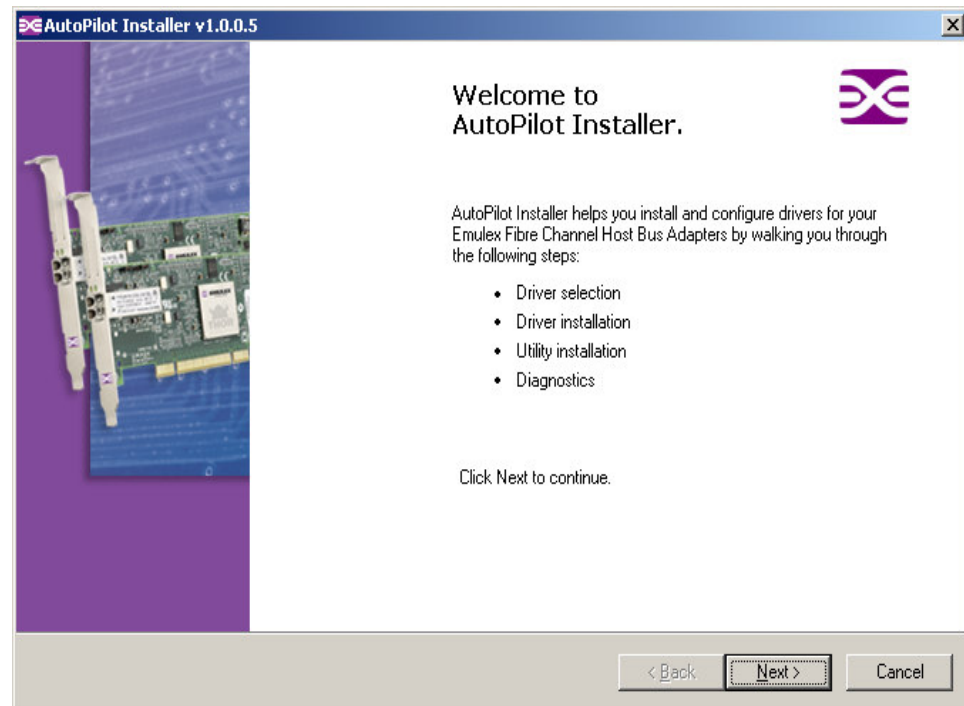 AutoPilot Installer v1.0.0.5
Welcome to
AutoPilot Installer.
AutoPilot Installer helps you install and configure drivers for your
Emulex Fibre Channel Host Bus Adapters by walking you through
the following steps:
• Driver selection
• Driver installation
• Utility installation
• Diagnostics
Click Next to continue.
< Back
Next >
Cancel